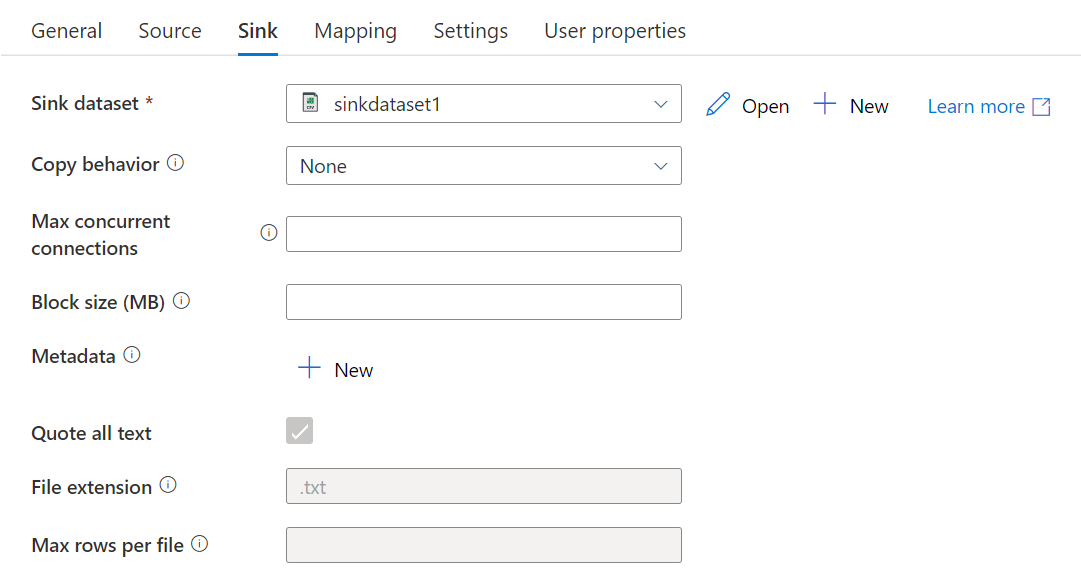 General Source Sink Mapping Settings User properties
Sink dataset * sinkdataset1 Open New Learn more
Copy behavior None
Max concurrent
connections
Block size (MB)
Metadata
New
Quote all text
File extension .txt
Max rows per file